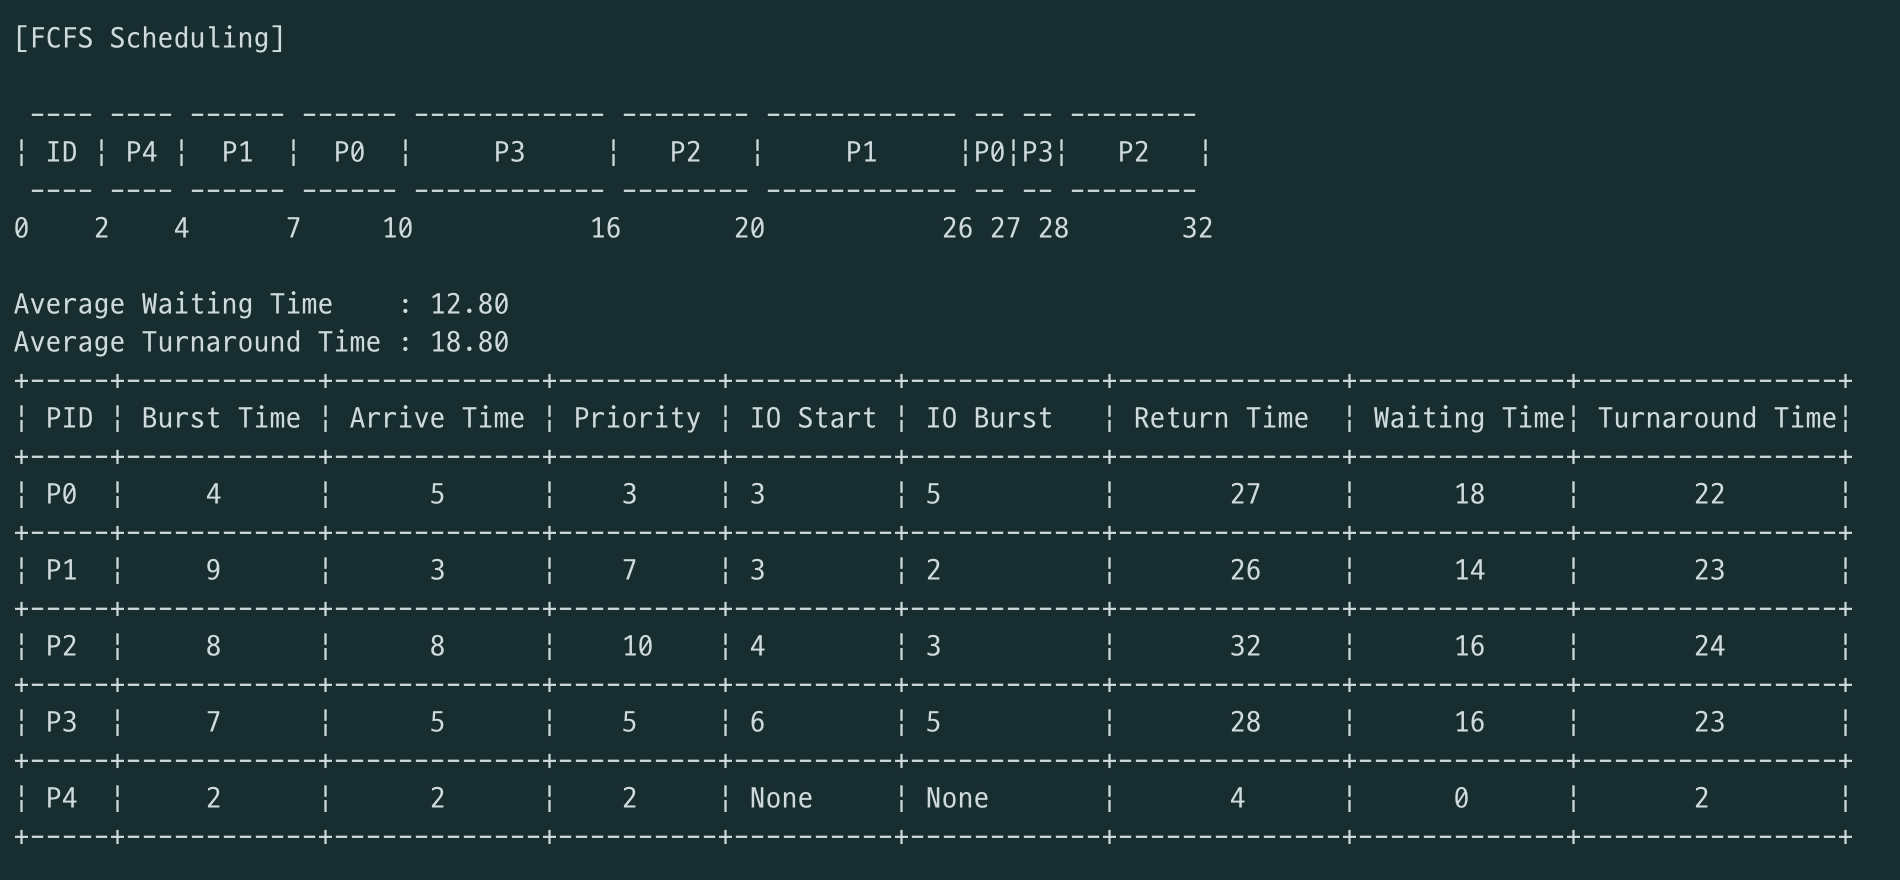 [FCFS Scheduling]
 ---- ---- ------ ------ ------------ -------- ------------ -- -- --------
¦ ID ¦ P4 ¦  P1  ¦  P0  ¦     P3     ¦   P2   ¦     P1     ¦P0¦P3¦   P2   ¦
 ---- ---- ------ ------ ------------ -------- ------------ -- -- --------
0    2    4      7     10           16       20           26 27 28       32
Average Waiting Time    : 12.80
Average Turnaround Time : 18.80
+-----+------------+-------------+----------+----------+------------+--------------+-------------+----------------+
¦ PID ¦ Burst Time ¦ Arrive Time ¦ Priority ¦ IO Start ¦ IO Burst   ¦ Return Time  ¦ Waiting Time¦ Turnaround Time¦
+-----+------------+-------------+----------+----------+------------+--------------+-------------+----------------+
¦ P0  ¦     4      ¦      5      ¦    3     ¦ 3        ¦ 5          ¦       27     ¦      18     ¦       22       ¦
+-----+------------+-------------+----------+----------+------------+--------------+-------------+----------------+
¦ P1  ¦     9      ¦      3      ¦    7     ¦ 3        ¦ 2          ¦       26     ¦      14     ¦       23       ¦
+-----+------------+-------------+----------+----------+------------+--------------+-------------+----------------+
¦ P2  ¦     8      ¦      8      ¦    10    ¦ 4        ¦ 3          ¦       32     ¦      16     ¦       24       ¦
+-----+------------+-------------+----------+----------+------------+--------------+-------------+----------------+
¦ P3  ¦     7      ¦      5      ¦    5     ¦ 6        ¦ 5          ¦       28     ¦      16     ¦       23       ¦
+-----+------------+-------------+----------+----------+------------+--------------+-------------+----------------+
¦ P4  ¦     2      ¦      2      ¦    2     ¦ None     ¦ None       ¦       4      ¦      0      ¦       2        ¦
+-----+------------+-------------+----------+----------+------------+--------------+-------------+----------------+